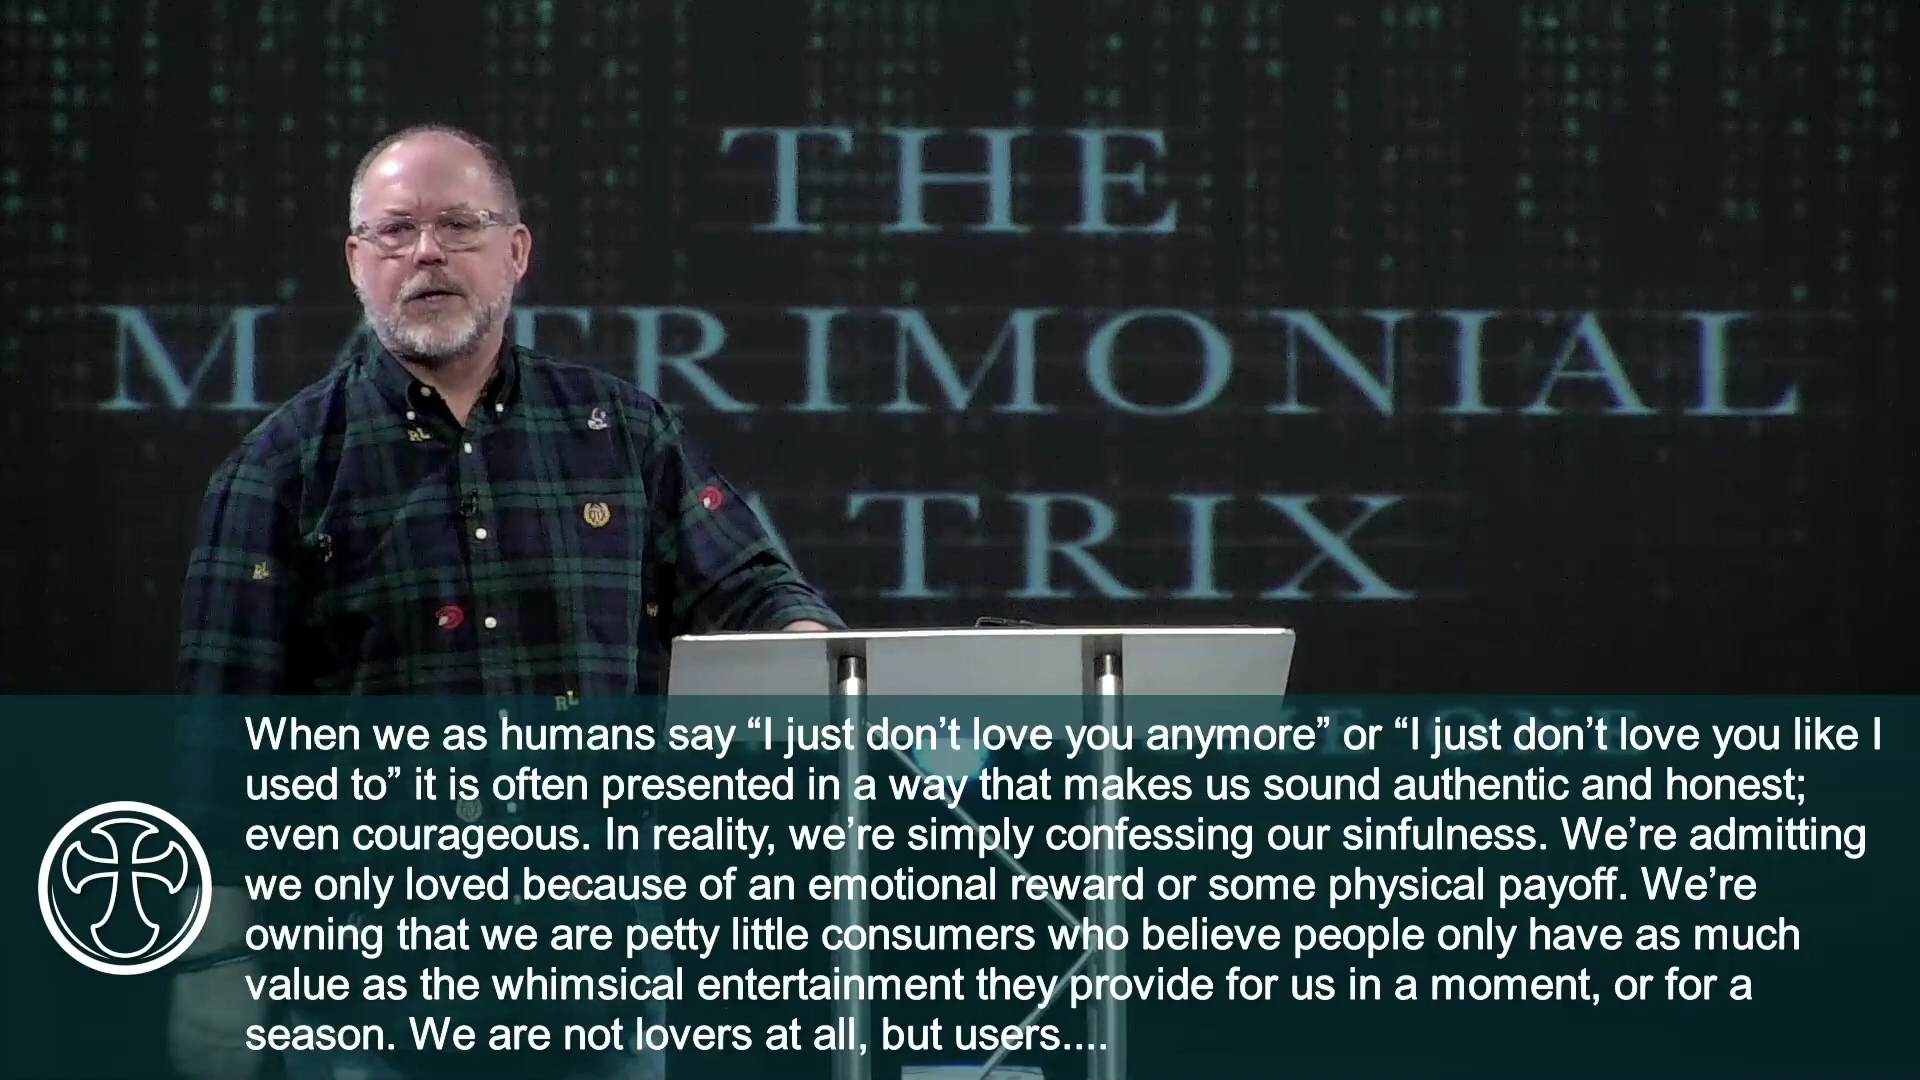 THE
MATRIMONIAL
MATRIX
When we as humans say “I just don’t love you anymore” or “I just don’t love you like I
used to” it is often presented in a way that makes us sound authentic and honest;
even courageous. In reality, we’re simply confessing our sinfulness. We’re admitting
we only loved because of an emotional reward or some physical payoff. We’re
owning that we are petty little consumers who believe people only have as much
value as the whimsical entertainment they provide for us in a moment, or for a
season. We are not lovers at all, but users....
RL
RL
RL